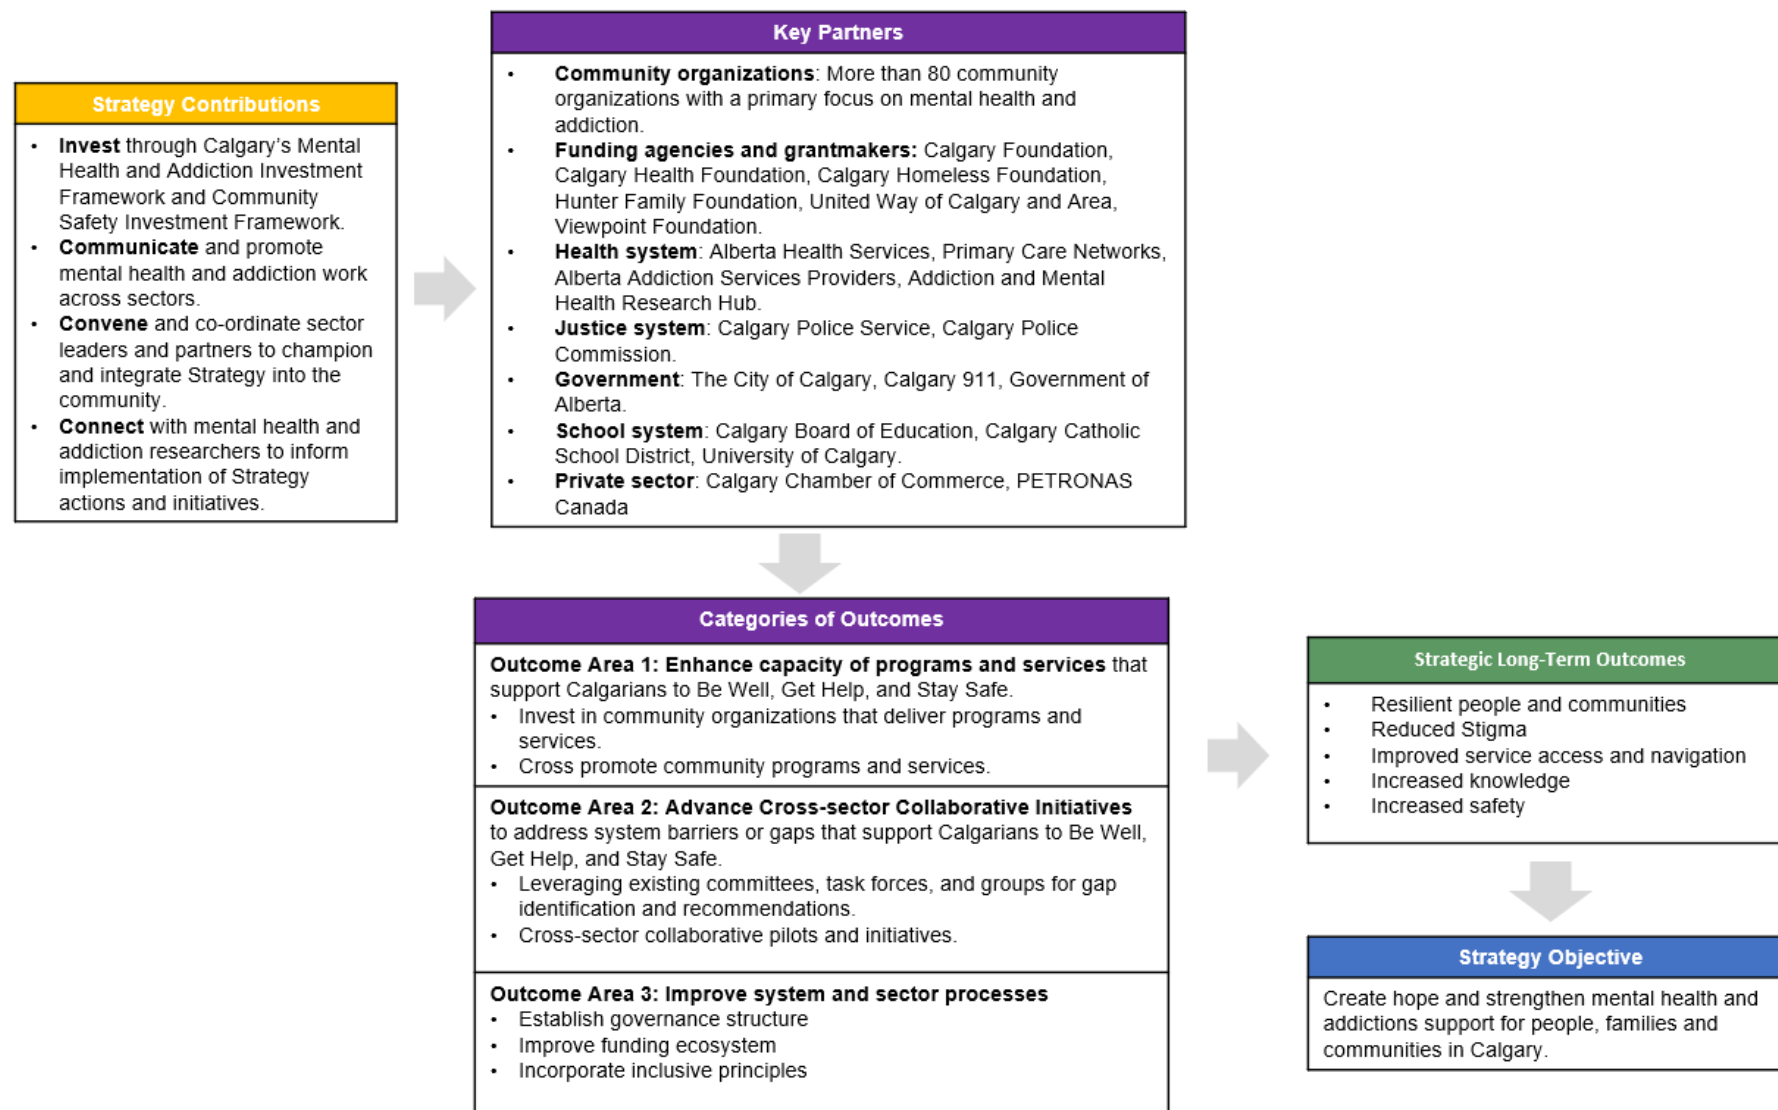 Strategy Contributions
• Invest through Calgary’s Mental
Health and Addiction Investment
Framework and Community
Safety Investment Framework.
• Communicate and promote
mental health and addiction work
across sectors.
• Convene and co-ordinate sector
leaders and partners to champion
and integrate Strategy into the
community.
• Connect with mental health and
addiction researchers to inform
implementation of Strategy
actions and initiatives.
Key Partners
• Community organizations: More than 80 community
organizations with a primary focus on mental health and
addiction.
• Funding agencies and grantmakers: Calgary Foundation,
Calgary Health Foundation, Calgary Homeless Foundation,
Hunter Family Foundation, United Way of Calgary and Area,
Viewpoint Foundation.
• Health system: Alberta Health Services, Primary Care Networks,
Alberta Addiction Services Providers, Addiction and Mental
Health Research Hub.
• Justice system: Calgary Police Service, Calgary Police
Commission.
• Government: The City of Calgary, Calgary 911, Government of
Alberta.
• School system: Calgary Board of Education, Calgary Catholic
School District, University of Calgary.
• Private sector: Calgary Chamber of Commerce, PETRONAS
Canada
Categories of Outcomes
Outcome Area 1: Enhance capacity of programs and services that
support Calgarians to Be Well, Get Help, and Stay Safe.
• Invest in community organizations that deliver programs and
services.
• Cross promote community programs and services.
Outcome Area 2: Advance Cross-sector Collaborative Initiatives
to address system barriers or gaps that support Calgarians to Be Well,
Get Help, and Stay Safe.
• Leveraging existing committees, task forces, and groups for gap
identification and recommendations.
• Cross-sector collaborative pilots and initiatives.
Outcome Area 3: Improve system and sector processes
• Establish governance structure
• Improve funding ecosystem
• Incorporate inclusive principles
Strategic Long-Term Outcomes
• Resilient people and communities
• Reduced Stigma
• Improved service access and navigation
• Increased knowledge
• Increased safety
Strategy Objective
Create hope and strengthen mental health and
addictions support for people, families and
communities in Calgary.